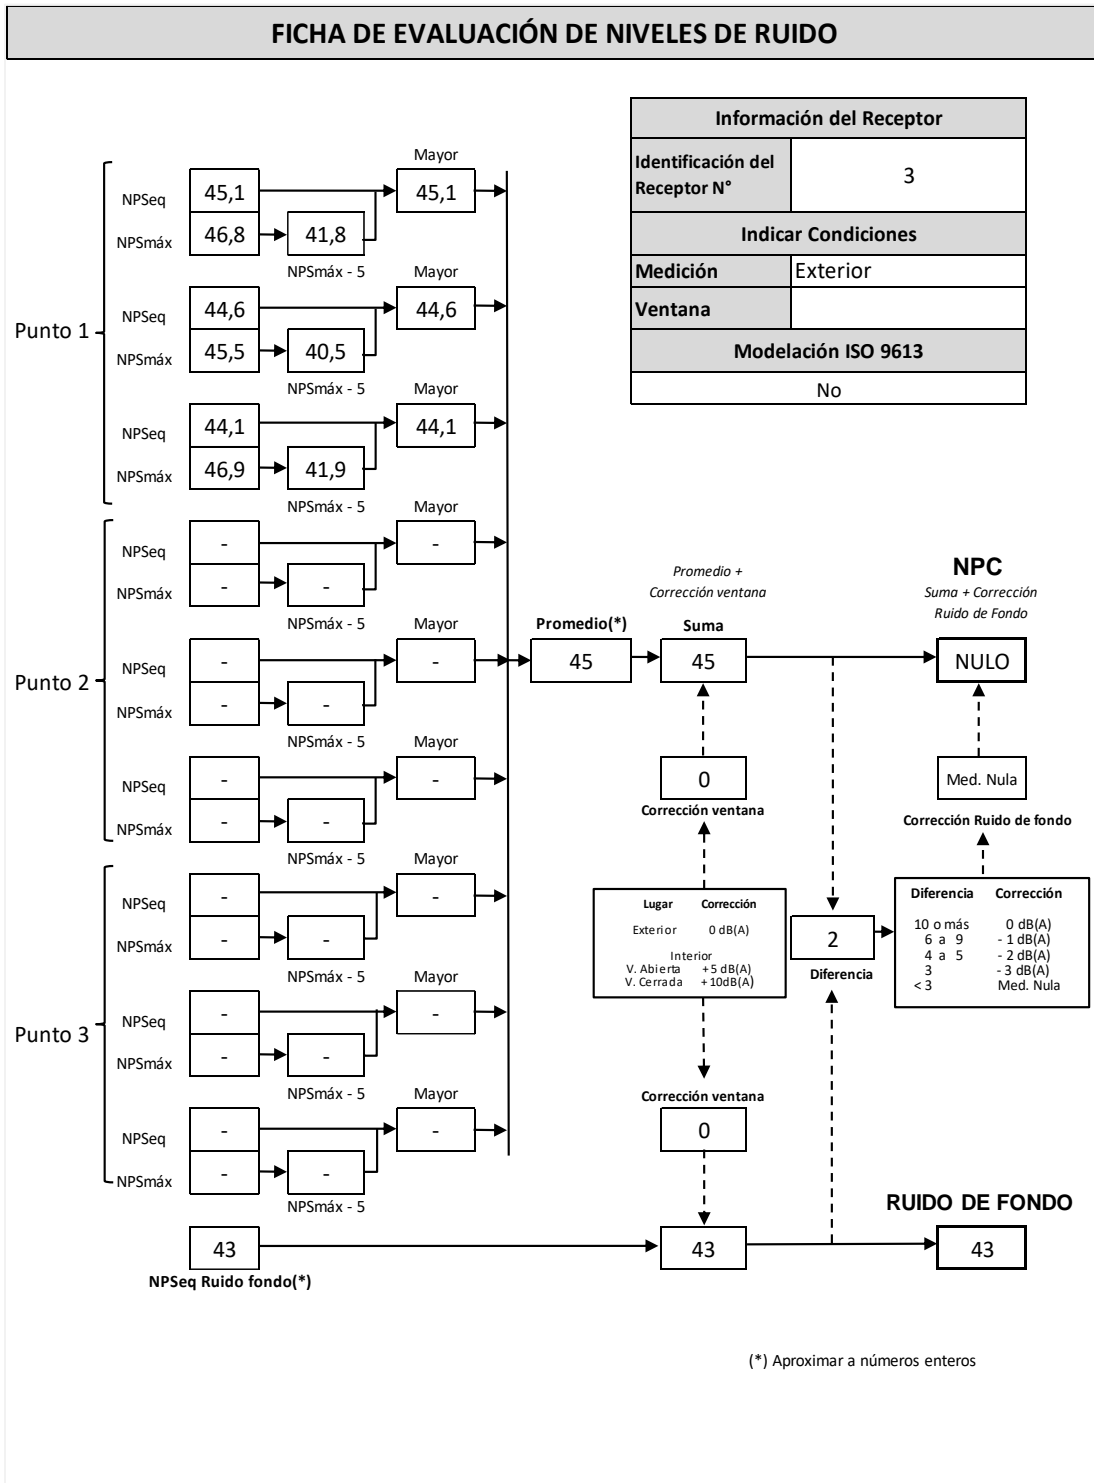 FICHA DE EVALUACIÓN DE NIVELES DE RUIDO
Información del Receptor
Identificación del Receptor N°
3
Indicar Condiciones
Medición
Exterior
Ventana
Modelación ISO 9613
No
Punto 1
Mayor
NPSeq
45,1
45,1
NPSmáx
46,8
41,8
NPSmáx - 5
Mayor
NPSeq
44,6
44,6
NPSmáx
45,5
40,5
NPSmáx - 5
Mayor
NPSeq
44,1
44,1
NPSmáx
46,9
41,9
NPSmáx - 5
Punto 2
Mayor
NPSeq
-
-
NPSmáx
-
-
NPSmáx - 5
Mayor
NPSeq
-
-
NPSmáx
-
-
NPSmáx - 5
Mayor
NPSeq
-
-
NPSmáx
-
-
NPSmáx - 5
Punto 3
Mayor
NPSeq
-
-
NPSmáx
-
-
NPSmáx - 5
Mayor
NPSeq
-
-
NPSmáx
-
-
NPSmáx - 5
Mayor
NPSeq
-
-
NPSmáx
-
-
NPSmáx - 5
Promedio(*)
45
Promedio +
Corrección ventana
Suma
45
0
Corrección ventana
Lugar Corrección
Exterior 0 dB(A)
Interior
V. Abierta +5 dB(A)
V. Cerrada +10dB(A)
Corrección ventana
0
NPC
Suma + Corrección
Ruido de Fondo
NULO
Med. Nula
Corrección Ruido de fondo
Diferencia Corrección
10 o más 0 dB(A)
6 a 9 - 1 dB(A)
4 a 5 - 2 dB(A)
3 - 3 dB(A)
< 3 Med. Nula
2
Diferencia
43
NPSeq Ruido fondo(*)
43
RUIDO DE FONDO
43
(*) Aproximar a números enteros